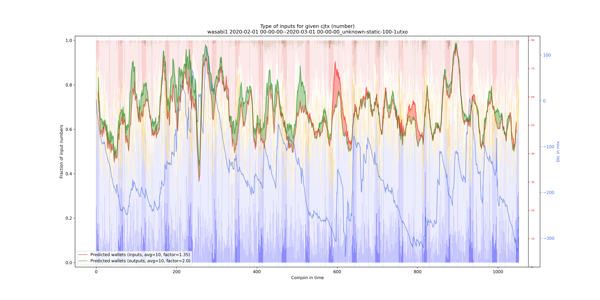 Type of inputs for given cjtx (number)
wasabi1 2020-02-01 00-00-00--2020-03-01 00-00-00_unknown-static-100-1utxo
1.0
0.8
0.6
0.4
0.2
0.0
Fraction of input numbers
Predicted wallets (inputs, avg=10, factor=1.35)
Predicted wallets (outputs, avg=10, factor=2.0)
0
200
400
600
800
1000
Coinjoin in time
100
0
−100
−200
−300